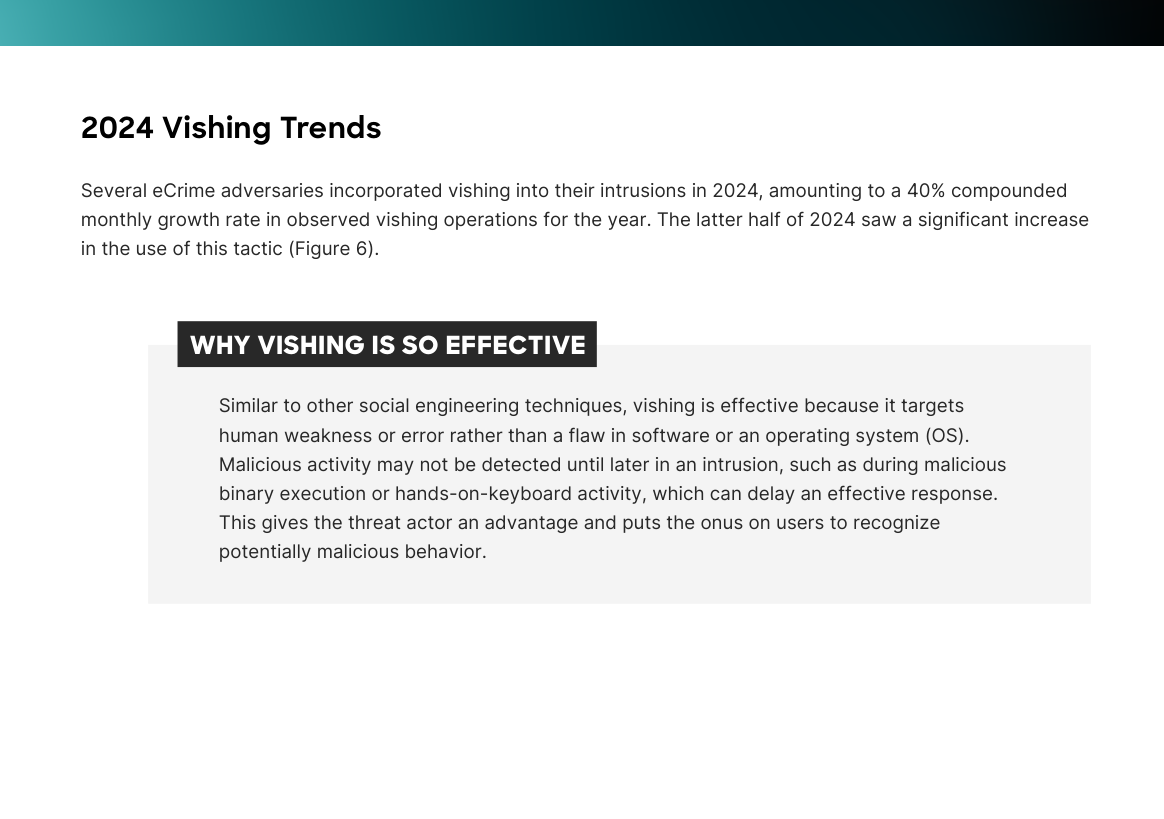 2024 Vishing Trends
Several eCrime adversaries incorporated vishing into their intrusions in 2024, amounting to a 40% compounded
monthly growth rate in observed vishing operations for the year. The latter half of 2024 saw a significant increase
in the use of this tactic (Figure 6).
WHY VISHING IS SO EFFECTIVE
Similar to other social engineering techniques, vishing is effective because it targets
human weakness or error rather than a flaw in software or an operating system (OS).
Malicious activity may not be detected until later in an intrusion, such as during malicious
binary execution or hands-on-keyboard activity, which can delay an effective response.
This gives the threat actor an advantage and puts the onus on users to recognize
potentially malicious behavior.